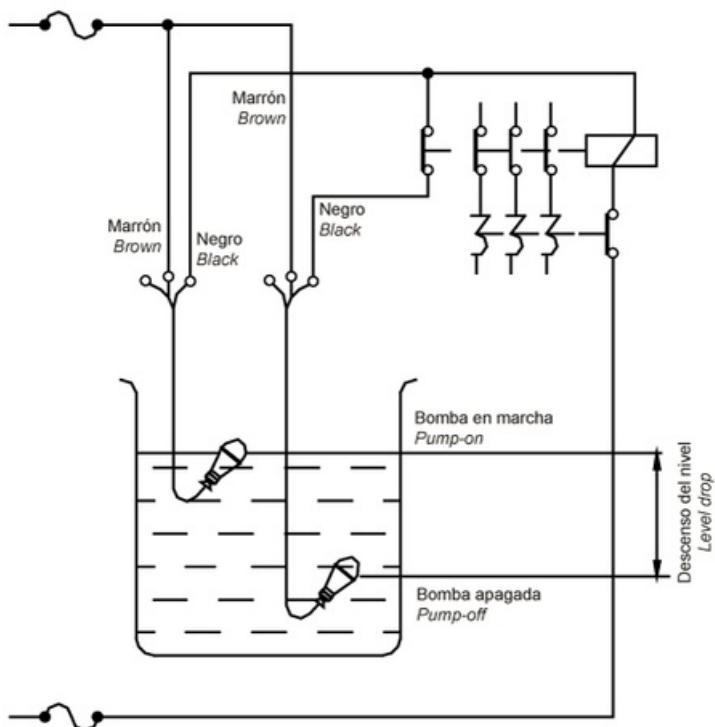 Marrón
Brown
Marrón
Brown
Negro
Black
Negro
Black
Bomba en marcha
Pump-on
Descenso del nivel
Level drop
Bomba apagada
Pump-off